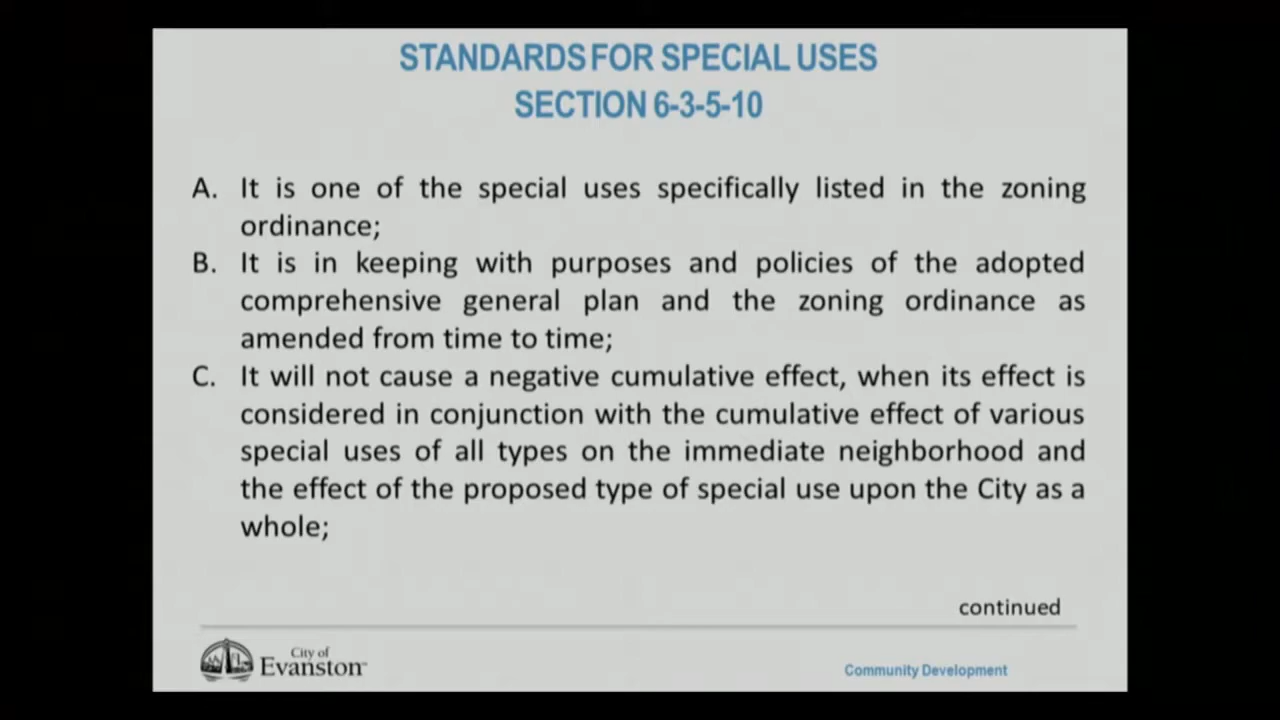 STANDARDS FOR SPECIAL USES
SECTION 6-3-5-10
A. It is one of the special uses specifically listed in the zoning
ordinance;
B. It is in keeping with purposes and policies of the adopted
comprehensive general plan and the zoning ordinance as
amended from time to time;
C. It will not cause a negative cumulative effect, when its effect is
considered in conjunction with the cumulative effect of various
special uses of all types on the immediate neighborhood and
the effect of the proposed type of special use upon the City as a
whole;
continued
City of
Evanston
Community Development